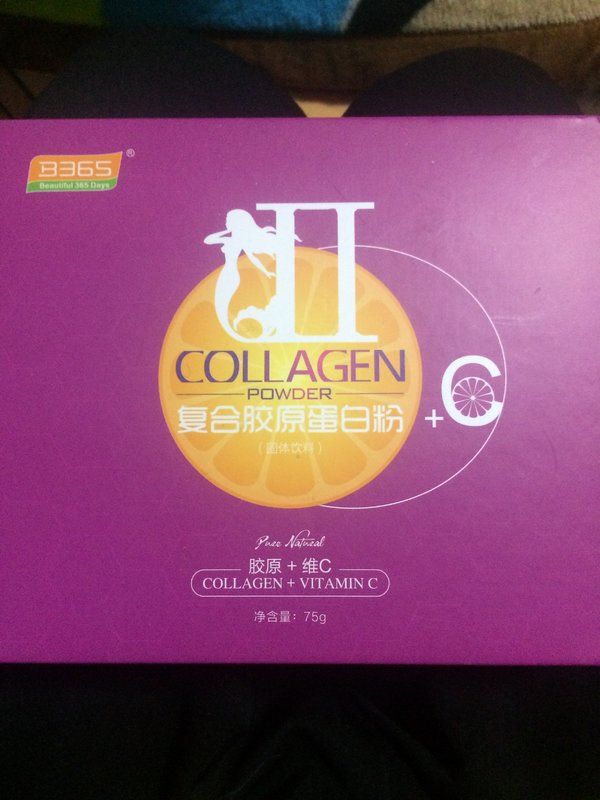 B365®
Beautiful 365 Days
II
COLLAGEN
POWDER
复合胶原蛋白粉
+C
(固体饮料)
Pure Natural
胶原+维C
COLLAGEN + VITAMIN C
净含量：75g